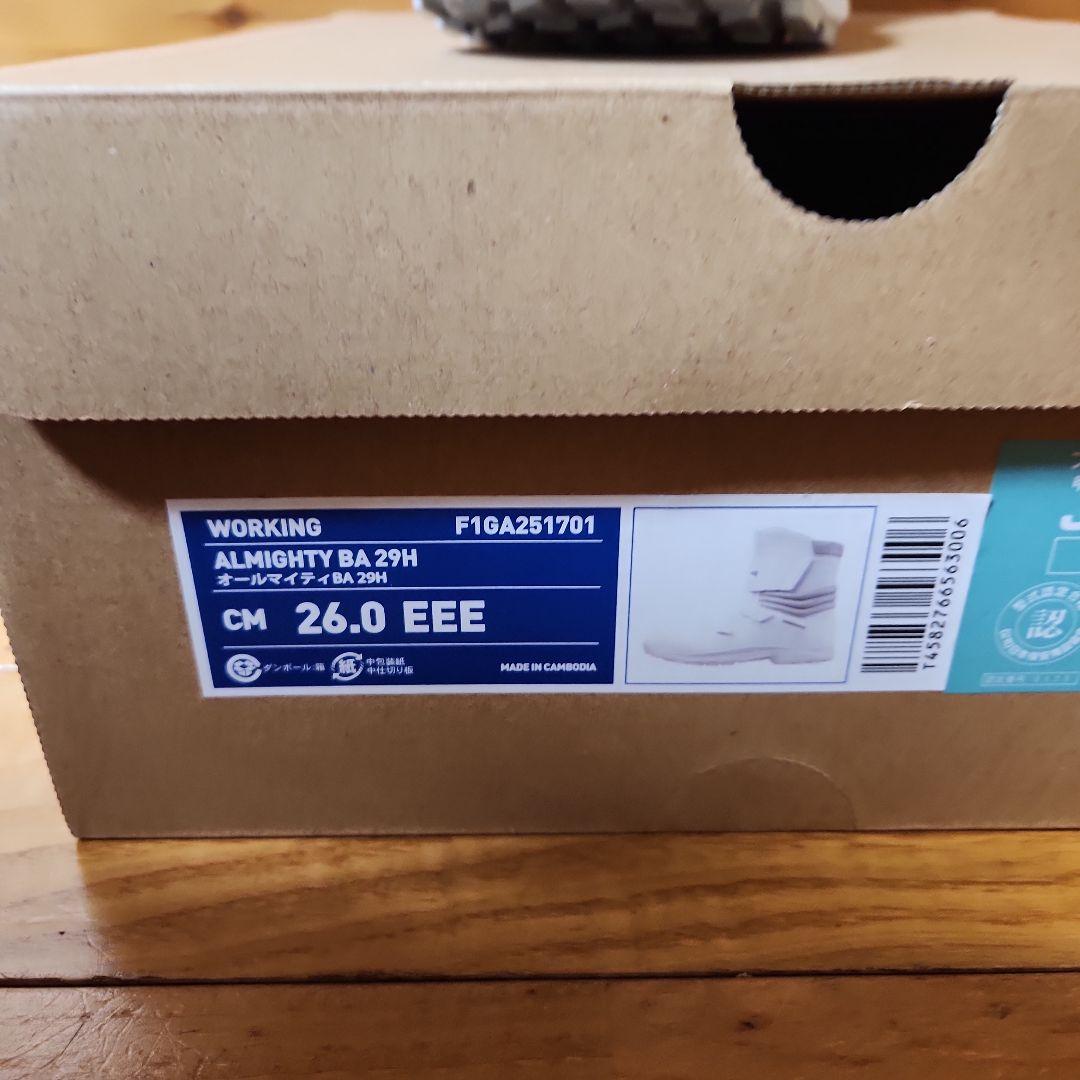 WORKING F1GA251701
ALMIGHTY BA 29H
オールマイティBA 29H
CM 26.0 EEE
ダンボール:箱
紙
中包装紙
中仕切り板
MADE IN CAMBODIA
T4582766563006
認